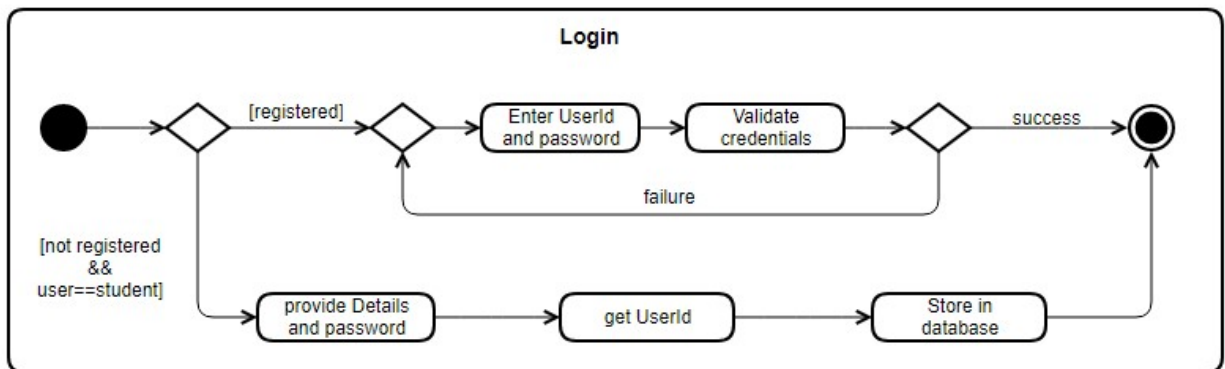 Login
[registered]
Enter UserId
and password
Validate
credentials
success
failure
[not registered
&&
user==student]
provide Details
and password
get UserId
Store in
database